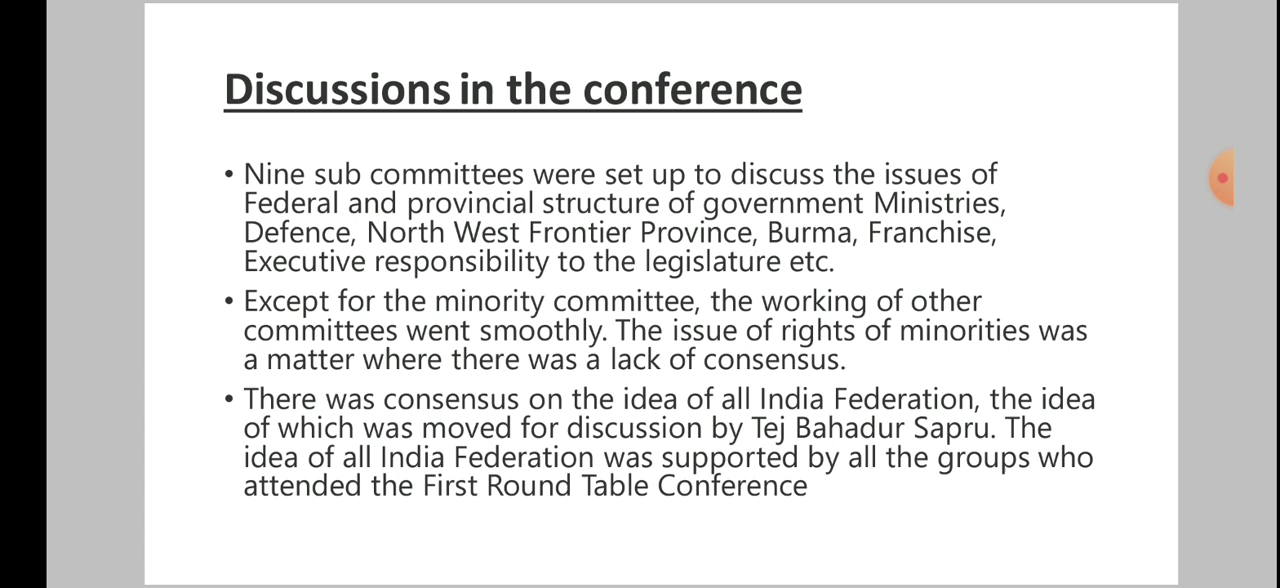 Discussions in the conference
• Nine sub committees were set up to discuss the issues of
Federal and provincial structure of government Ministries,
Defence, North West Frontier Province, Burma, Franchise,
Executive responsibility to the legislature etc.
• Except for the minority committee, the working of other
committees went smoothly. The issue of rights of minorities was
a matter where there was a lack of consensus.
• There was consensus on the idea of all India Federation, the idea
of which was moved for discussion by Tej Bahadur Sapru. The
idea of all India Federation was supported by all the groups who
attended the First Round Table Conference